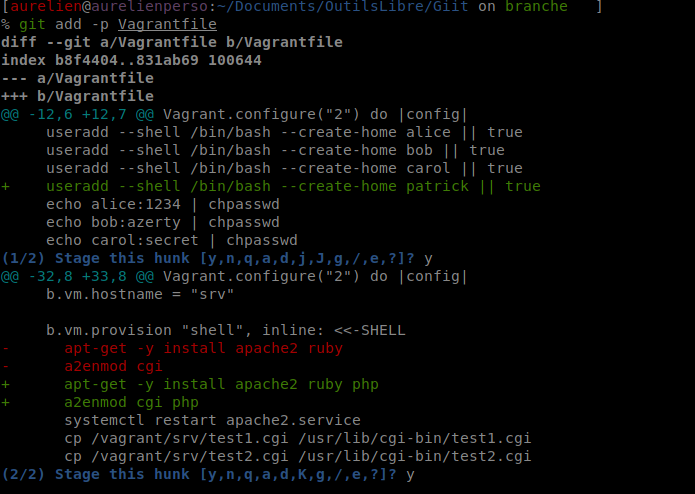 [aurelien@aurelienperso:~/Documents/OutilsLibre/Giit on branche   ]
% git add -p Vagrantfile
diff --git a/Vagrantfile b/Vagrantfile
index b8f4404..831ab69 100644
--- a/Vagrantfile
+++ b/Vagrantfile
@@ -12,6 +12,7 @@ Vagrant.configure("2") do |config|
     useradd --shell /bin/bash --create-home alice || true
     useradd --shell /bin/bash --create-home bob || true
     useradd --shell /bin/bash --create-home carol || true
+    useradd --shell /bin/bash --create-home patrick || true
     echo alice:1234 | chpasswd
     echo bob:azerty | chpasswd
     echo carol:secret | chpasswd
(1/2) Stage this hunk [y,n,q,a,d,j,J,g,/,e,?]? y
@@ -32,8 +33,8 @@ Vagrant.configure("2") do |config|
     b.vm.hostname = "srv"

     b.vm.provision "shell", inline: <<-SHELL
-      apt-get -y install apache2 ruby
-      a2enmod cgi
+      apt-get -y install apache2 ruby php
+      a2enmod cgi php
       systemctl restart apache2.service
       cp /vagrant/srv/test1.cgi /usr/lib/cgi-bin/test1.cgi
       cp /vagrant/srv/test2.cgi /usr/lib/cgi-bin/test2.cgi
(2/2) Stage this hunk [y,n,q,a,d,K,g,/,e,?]? y